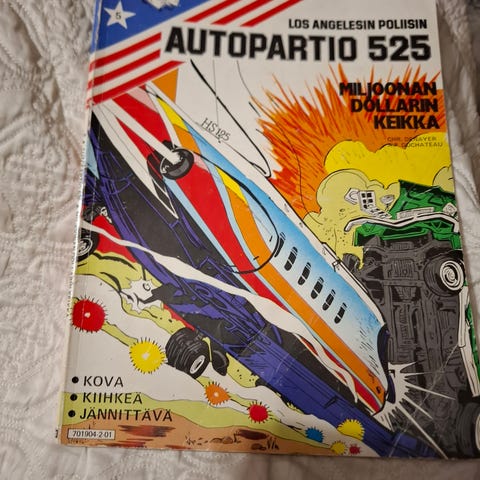 5
LOS ANGELESIN POLIISIN
AUTOPARTIO 525
MILJOONAN
DOLLARIN
KEIKKA
CHR. DENAYER
A.P. DUCHATEAU
HS 125
• KOVA
• KIIHKEÄ
• JÄNNITTÄVÄ
701904-2-01